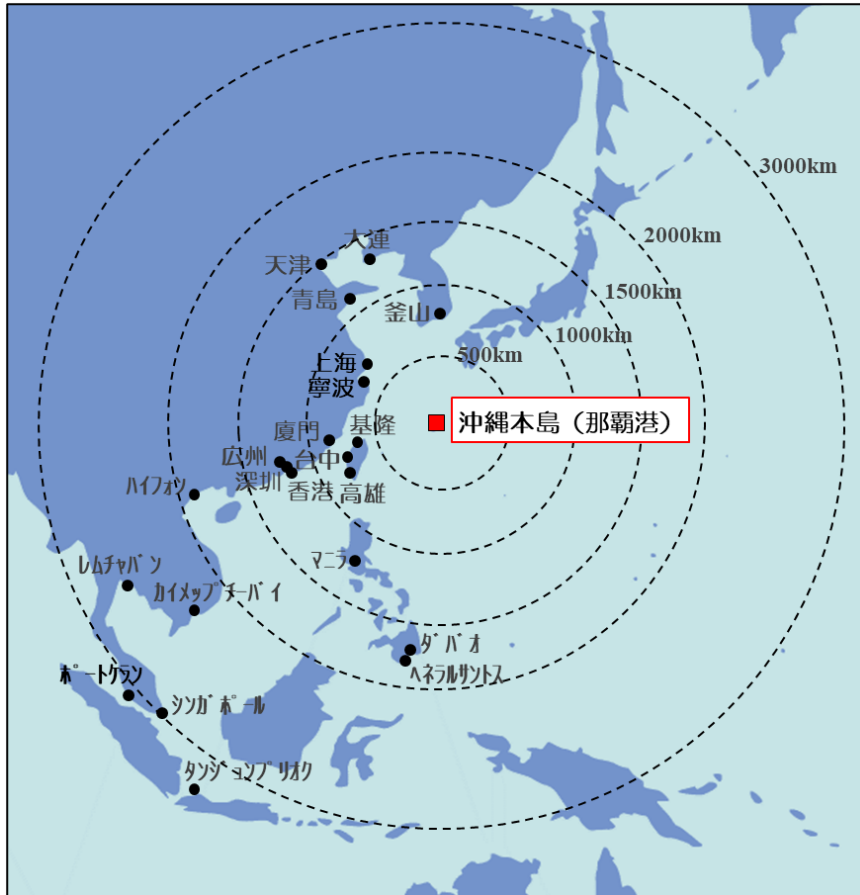 3000km
2000km
大連
天津
1500km
青島
釜山
1000km
500km
上海
寧波
沖縄本島（那覇港）
廈門
基隆
広州
台中
深圳
香港
高雄
ﾊｲﾌｫﾝ
ﾏﾆﾗ
ﾚﾑﾁｬﾊﾞﾝ
ｶｲﾒｯﾌﾟﾁｰﾊﾞｲ
ﾀﾞﾊﾞｵ
ﾍﾈﾗﾙｻﾝﾄｽ
ﾎﾟｰﾄｹﾗﾝ
ｼﾝｶﾞﾎﾟｰﾙ
ﾀﾝｼﾞｮﾝﾌﾟﾘｵｸ